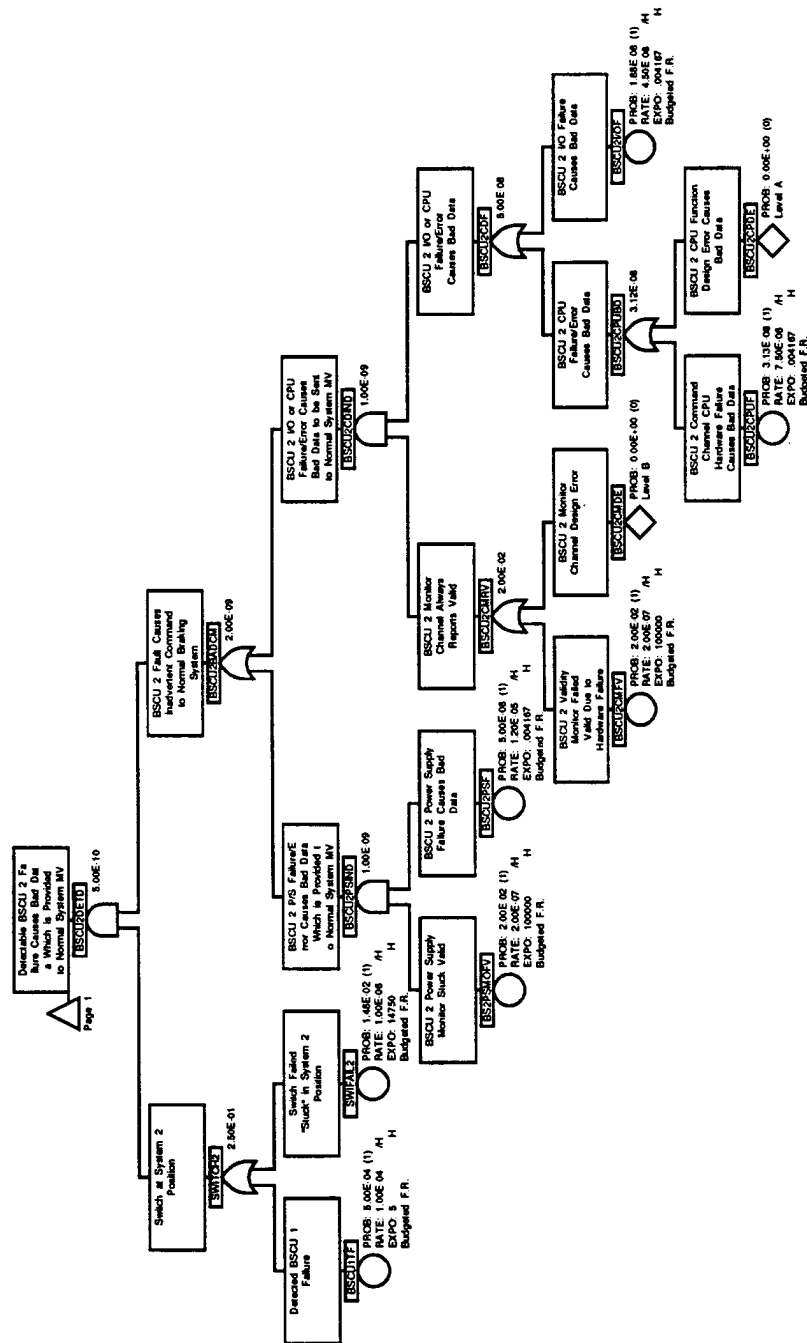 Detectable BSCU 2 Fa
ilure Causes Bad Dat
a Which is Provided
to Normal System MV
BSCU2DETD
5.00E-10
Page 1
Switch at System 2
Position
SWITCH2
2.50E-01
BSCU 2 Fault Causes
Inadvertent Command
to Normal Braking
System
BSCU2BADCM
2.00E-09
Detected BSCU 1
Failure
BSCU1TF
PROB: 5.00E-04 (1)
RATE: 1.00E-04 /H
EXPO: 5 H
Budgeted F.R.
Switch Failed
"Stuck" in System 2
Position
SWIFAIL2
PROB: 1.48E-02 (1)
RATE: 1.00E-06 /H
EXPO: 14750 H
Budgeted F.R.
BSCU 2 P/S Failure/E
rror Causes Bad Data
Which is Provided t
o Normal System MV
BSCU2PSIND
1.00E-09
BSCU 2 I/O or CPU
Failure/Error Causes
Bad Data to be Sent
to Normal System MV
BSCU2CDIND
1.00E-09
BSCU 2 Power Supply
Monitor Stuck Valid
BS2PSMOFV
PROB: 2.00E-02 (1)
RATE: 2.00E-07 /H
EXPO: 100000 H
Budgeted F.R.
BSCU 2 Power Supply
Failure Causes Bad
Data
BSCU2PSF
PROB: 5.00E-08 (1)
RATE: 1.20E-05 /H
EXPO: .004167 H
Budgeted F.R.
BSCU 2 Monitor
Channel Always
Reports Valid
BSCU2CMRV
2.00E-02
BSCU 2 I/O or CPU
Failure/Error
Causes Bad Data
BSCU2CDF
5.00E-08
BSCU 2 Validity
Monitor Failed
Valid Due to
Hardware Failure
BSCU2CMFV
PROB: 2.00E-02 (1)
RATE: 2.00E-07 /H
EXPO: 100000 H
Budgeted F.R.
BSCU 2 Monitor
Channel Design Error
BSCU2CMDE
PROB: 0.00E+00 (0)
Level B
BSCU 2 CPU
Failure/Error
Causes Bad Data
BSCU2CPUBD
3.12E-08
BSCU 2 I/O Failure
Causes Bad Data
BSCU2I/OF
PROB: 1.88E-08 (1)
RATE: 4.50E-06 /H
EXPO: .004167 H
Budgeted F.R.
BSCU 2 Command
Channel CPU
Hardware Failure
Causes Bad Data
BSCU2CPUF
PROB: 3.13E-08 (1)
RATE: 7.50E-06 /H
EXPO: .004167 H
Budgeted F.R.
BSCU 2 CPU Function
Design Error Causes
Bad Data
BSCU2CPDE
PROB: 0.00E+00 (0)
Level A